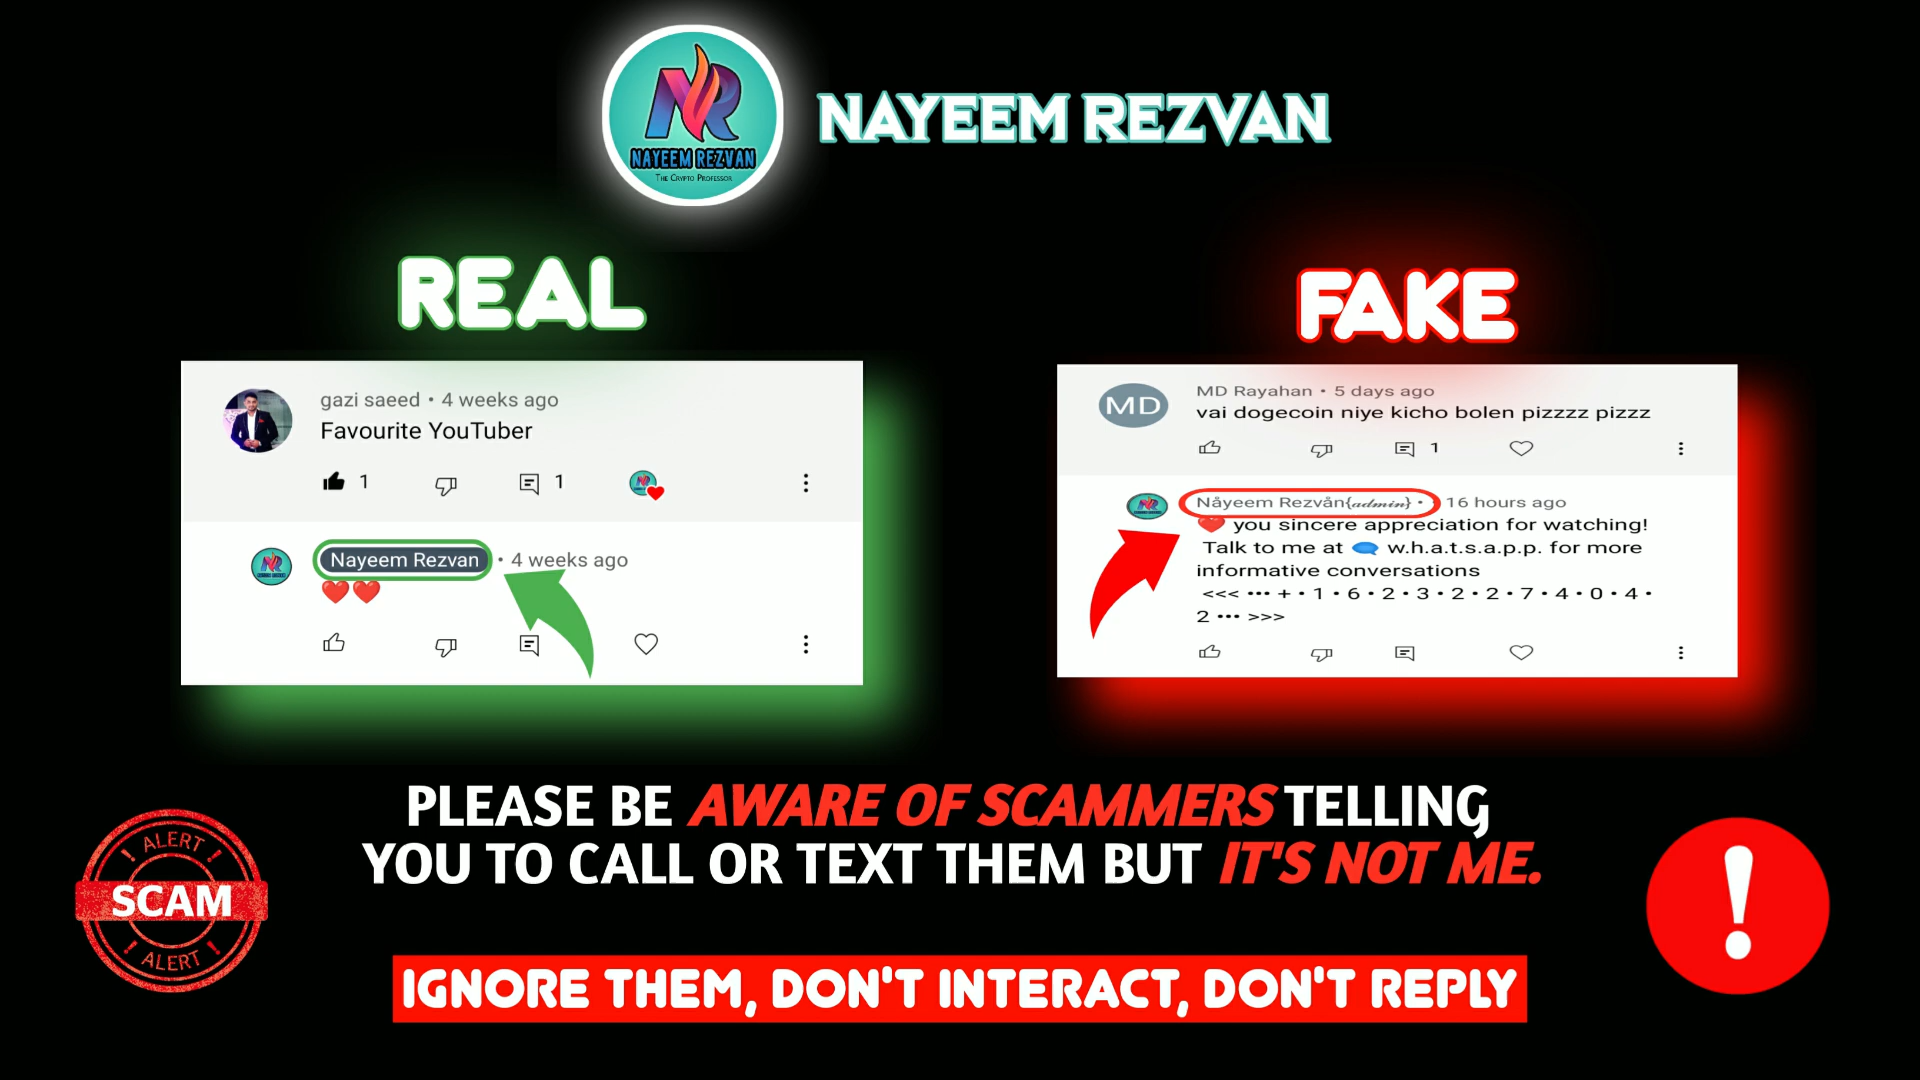 NAYEEM REZVAN
THE CRYPTO PROFESSOR
NAYEEM REZVAN
REAL
gazi saeed • 4 weeks ago
Favourite YouTuber
1
1
Nayeem Rezvan • 4 weeks ago
❤️❤️
FAKE
MD
MD Rayahan • 5 days ago
vai dogecoin niye kicho bolen pizzzz pizzz
1
Nåyeem Rezvån{𝒶𝒹𝓂𝒾𝓃} • 16 hours ago
❤️ you sincere appreciation for watching!
Talk to me at 🗨️ w.h.a.t.s.a.p.p. for more
informative conversations
<<< ••• + • 1 • 6 • 2 • 3 • 2 • 2 • 7 • 4 • 0 • 4 •
2 ••• >>>
PLEASE BE AWARE OF SCAMMERS TELLING
YOU TO CALL OR TEXT THEM BUT IT'S NOT ME.
! ALERT !
SCAM
! ALERT !
!
IGNORE THEM, DON'T INTERACT, DON'T REPLY